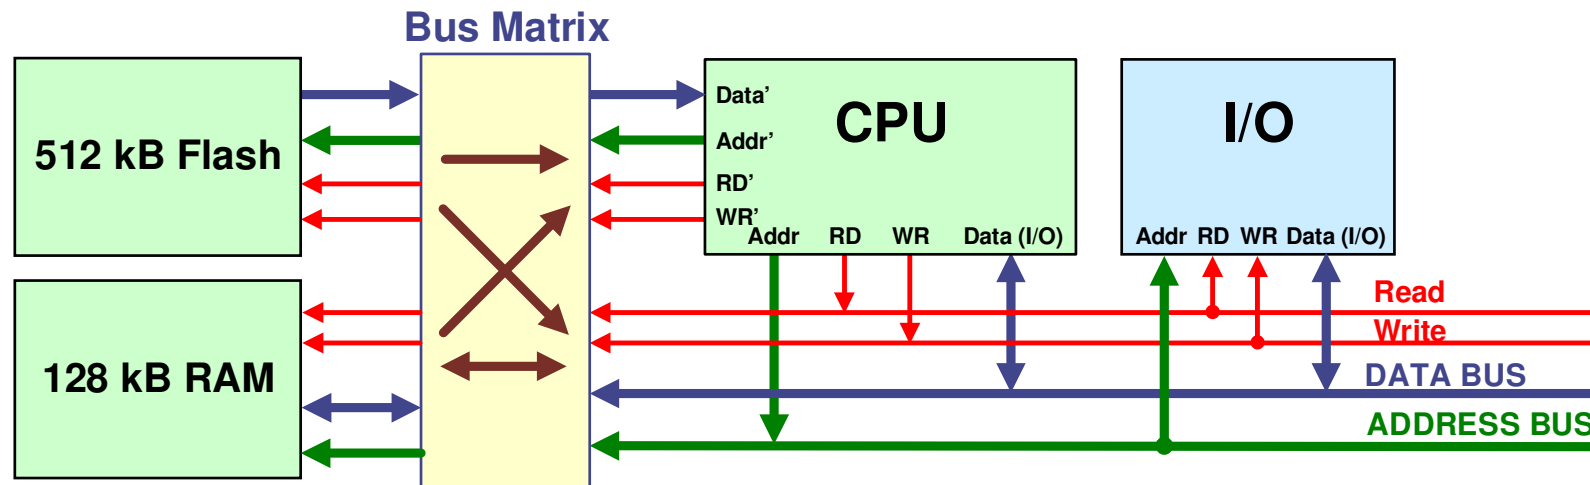 Bus Matrix
512 kB Flash
128 kB RAM
Data’
Addr’
RD’
WR’
CPU
Addr RD WR Data (I/O)
I/O
Addr RD WR Data (I/O)
Read
Write
DATA BUS
ADDRESS BUS